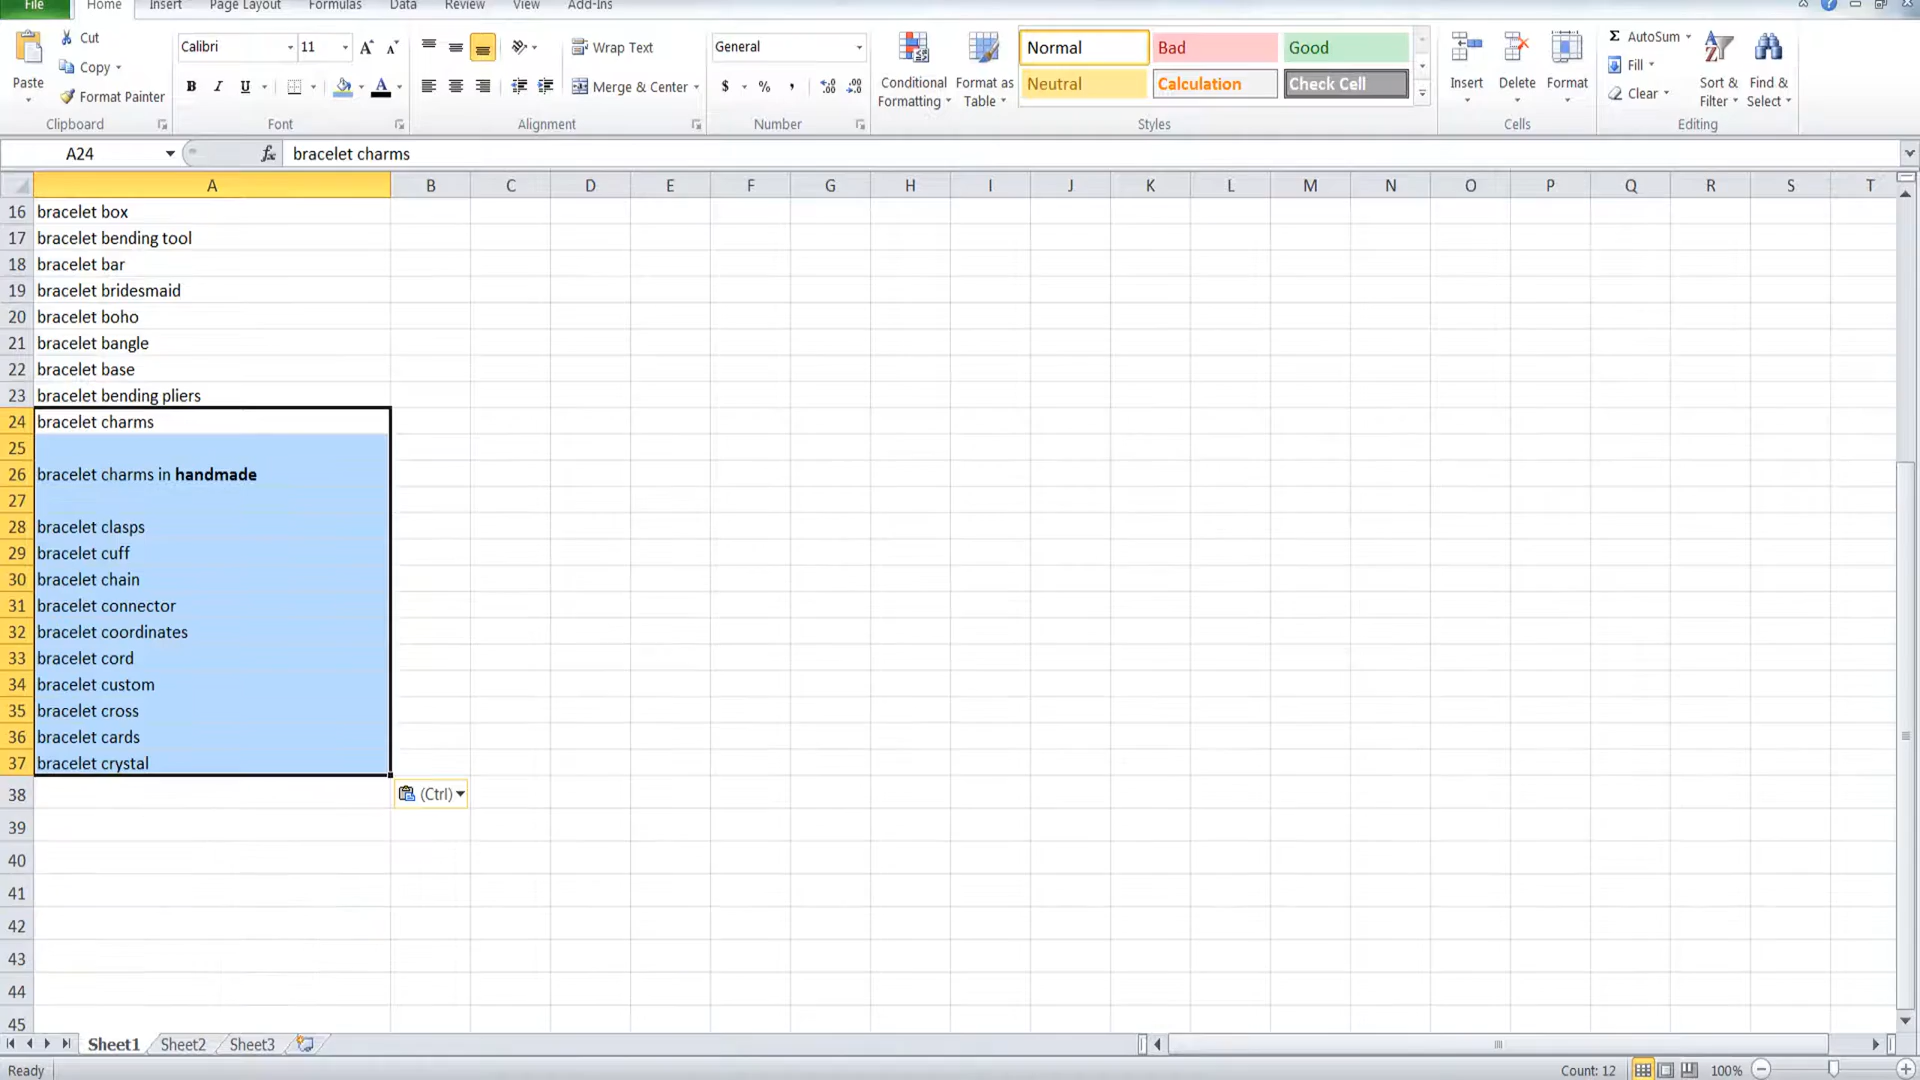 File Home Insert Page Layout Formulas Data Review View Add-Ins
Paste
Cut
Copy
Format Painter
Clipboard
Calibri 11
A A
B I U A
Font
Wrap Text
Merge & Center
Alignment
General
$ % ,
Number
Conditional Formatting
Format as Table
Normal Bad Good
Neutral Calculation Check Cell
Styles
Insert Delete Format
Cells
Σ AutoSum
Fill
Clear
Sort & Filter
Find & Select
Editing
A24 fx bracelet charms
A B C D E F G H I J K L M N O P Q R S T
16 bracelet box
17 bracelet bending tool
18 bracelet bar
19 bracelet bridesmaid
20 bracelet boho
21 bracelet bangle
22 bracelet base
23 bracelet bending pliers
24 bracelet charms
25
26 bracelet charms in handmade
27
28 bracelet clasps
29 bracelet cuff
30 bracelet chain
31 bracelet connector
32 bracelet coordinates
33 bracelet cord
34 bracelet custom
35 bracelet cross
36 bracelet cards
37 bracelet crystal
38 (Ctrl)
39
40
41
42
43
44
45
Sheet1 Sheet2 Sheet3
Ready Count: 12 100%